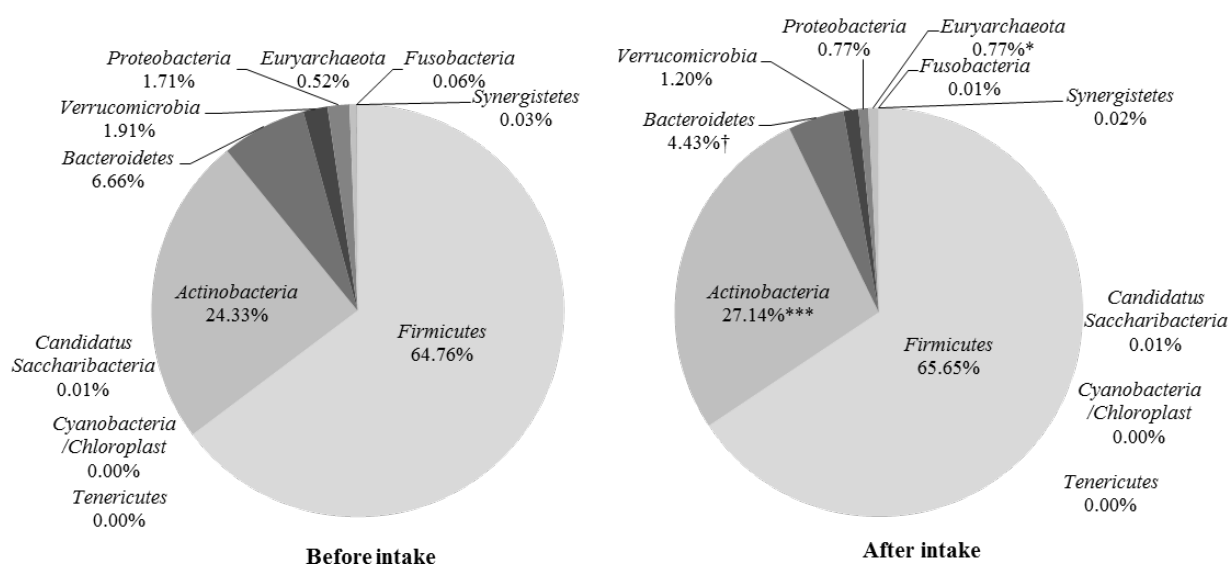 Proteobacteria
1.71%
Euryarchaeota
0.52%
Fusobacteria
0.06%
Synergistetes
0.03%
Verrucomicrobia
1.91%
Bacteroidetes
6.66%
Actinobacteria
24.33%
Firmicutes
64.76%
Candidatus
Saccharibacteria
0.01%
Cyanobacteria
/Chloroplast
0.00%
Tenericutes
0.00%
Before intake
Proteobacteria
0.77%
Euryarchaeota
0.77%*
Fusobacteria
0.01%
Synergistetes
0.02%
Verrucomicrobia
1.20%
Bacteroidetes
4.43%†
Actinobacteria
27.14%***
Firmicutes
65.65%
Candidatus
Saccharibacteria
0.01%
Cyanobacteria
/Chloroplast
0.00%
Tenericutes
0.00%
After intake